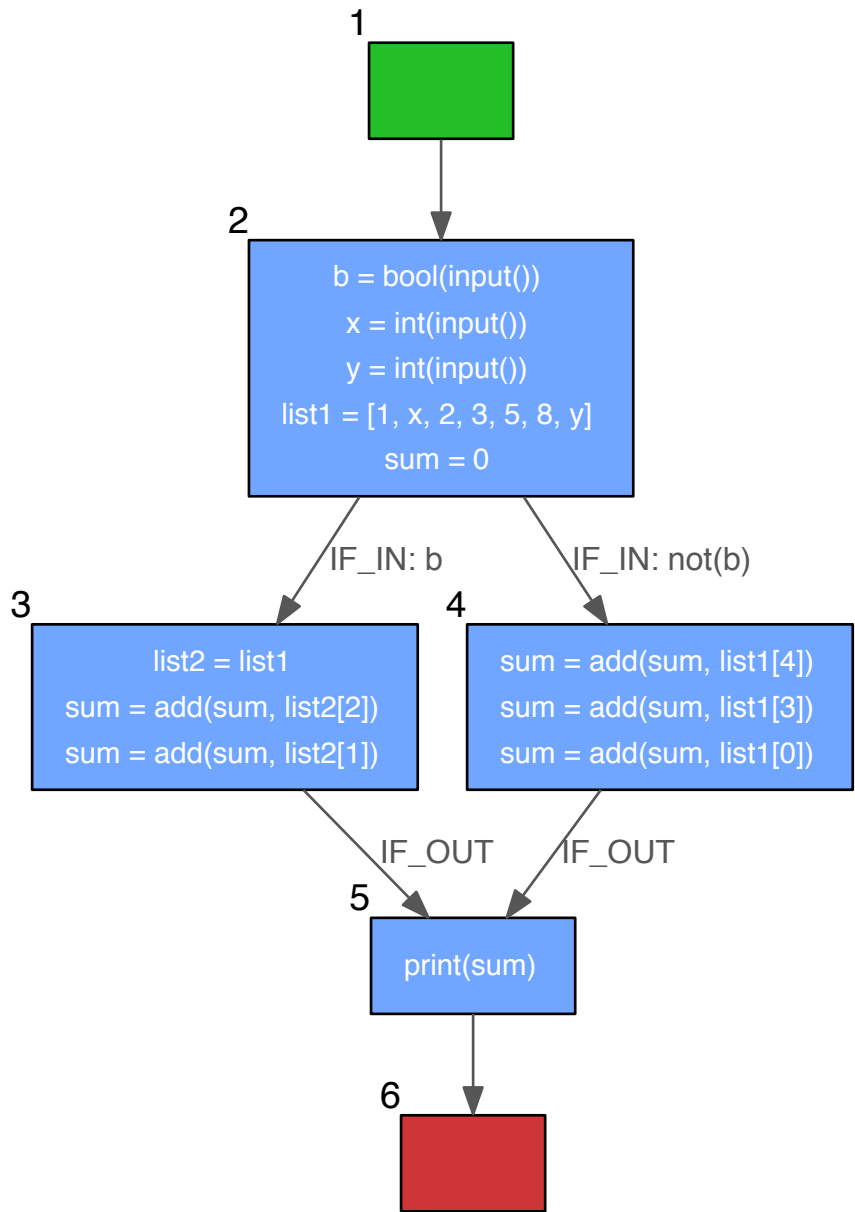 1
2
b = bool(input())
x = int(input())
y = int(input())
list1 = [1, x, 2, 3, 5, 8, y]
sum = 0
IF_IN: b
IF_IN: not(b)
3
list2 = list1
sum = add(sum, list2[2])
sum = add(sum, list2[1])
4
sum = add(sum, list1[4])
sum = add(sum, list1[3])
sum = add(sum, list1[0])
IF_OUT
IF_OUT
5
print(sum)
6